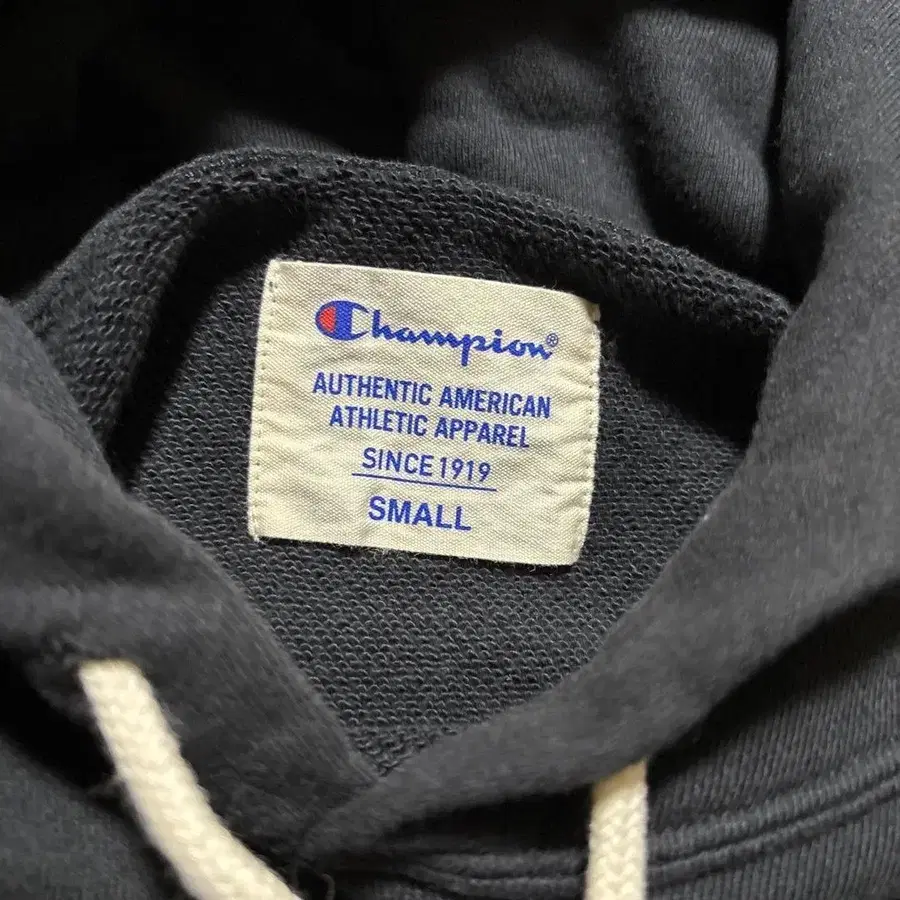 Champion®
AUTHENTIC AMERICAN
ATHLETIC APPAREL
SINCE 1919
SMALL